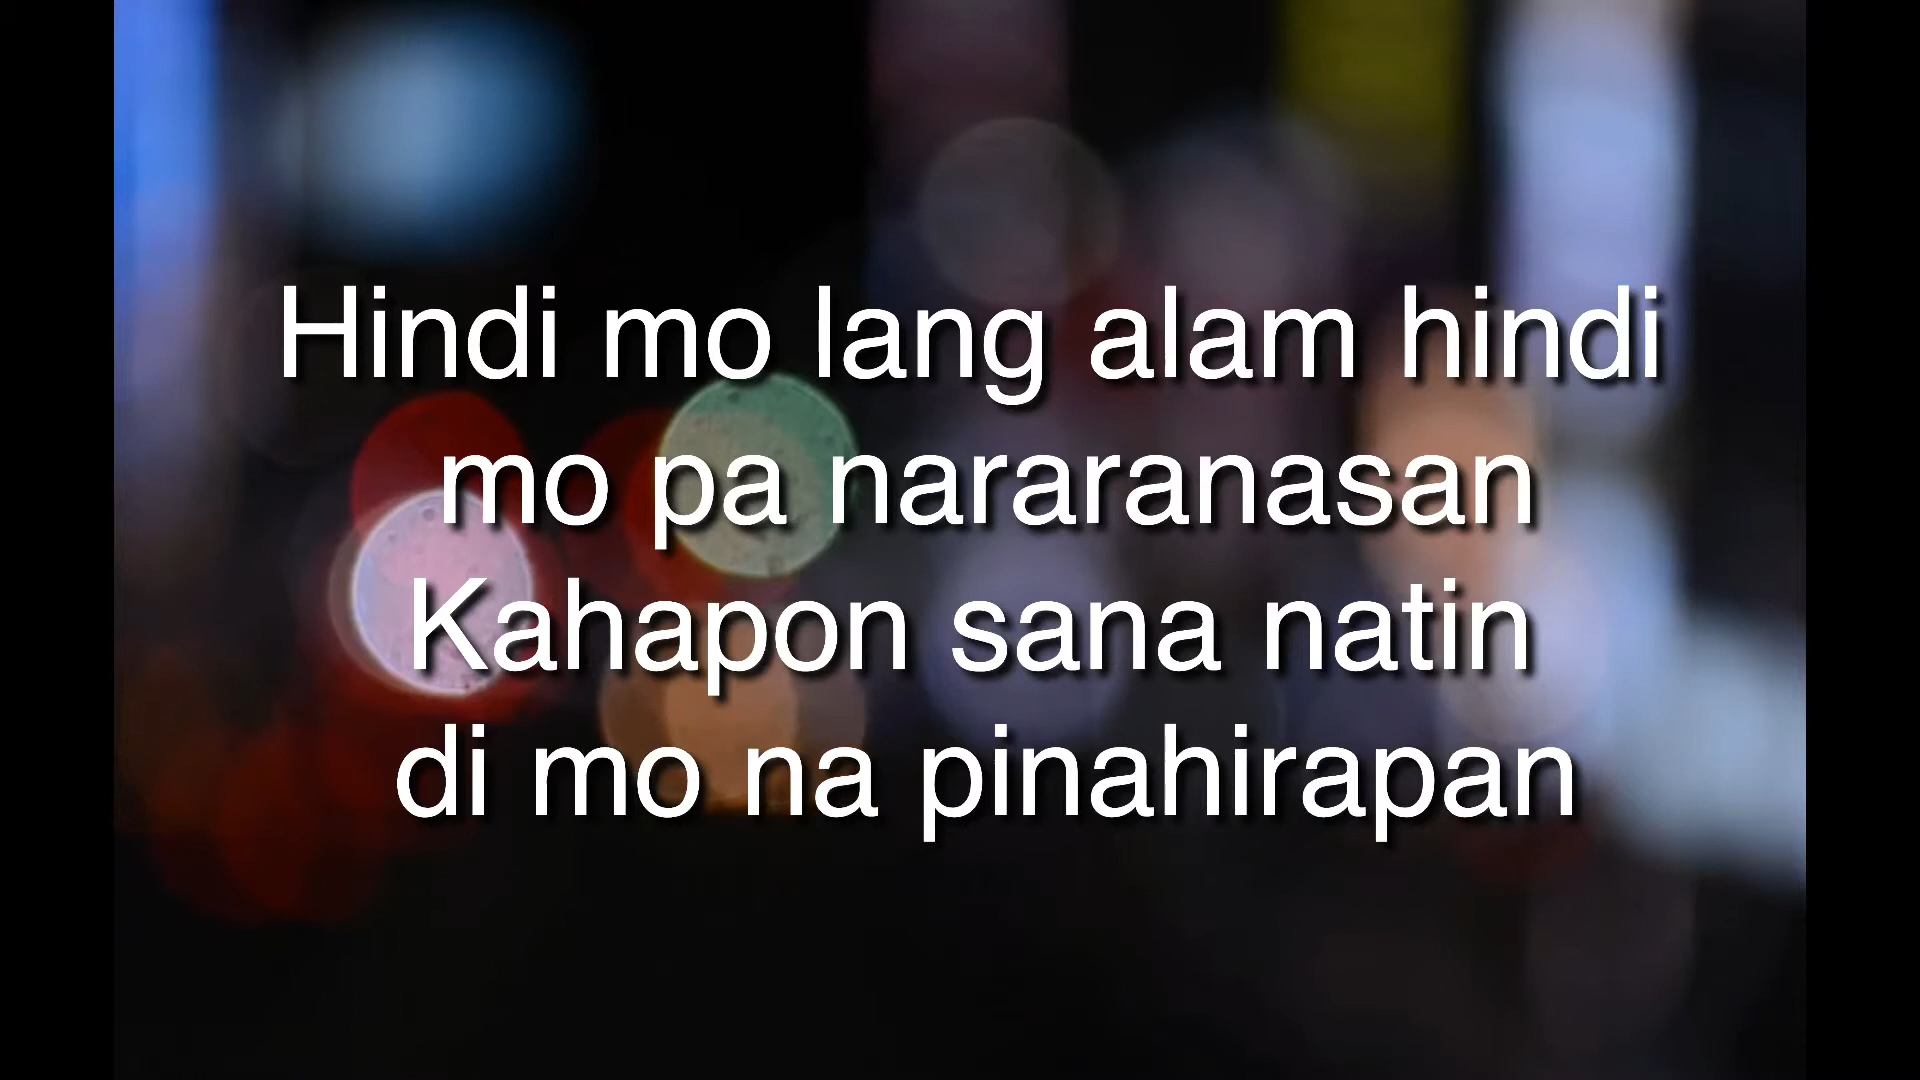 Hindi mo lang alam hindi
mo pa nararanasan
Kahapon sana natin
di mo na pinahirapan